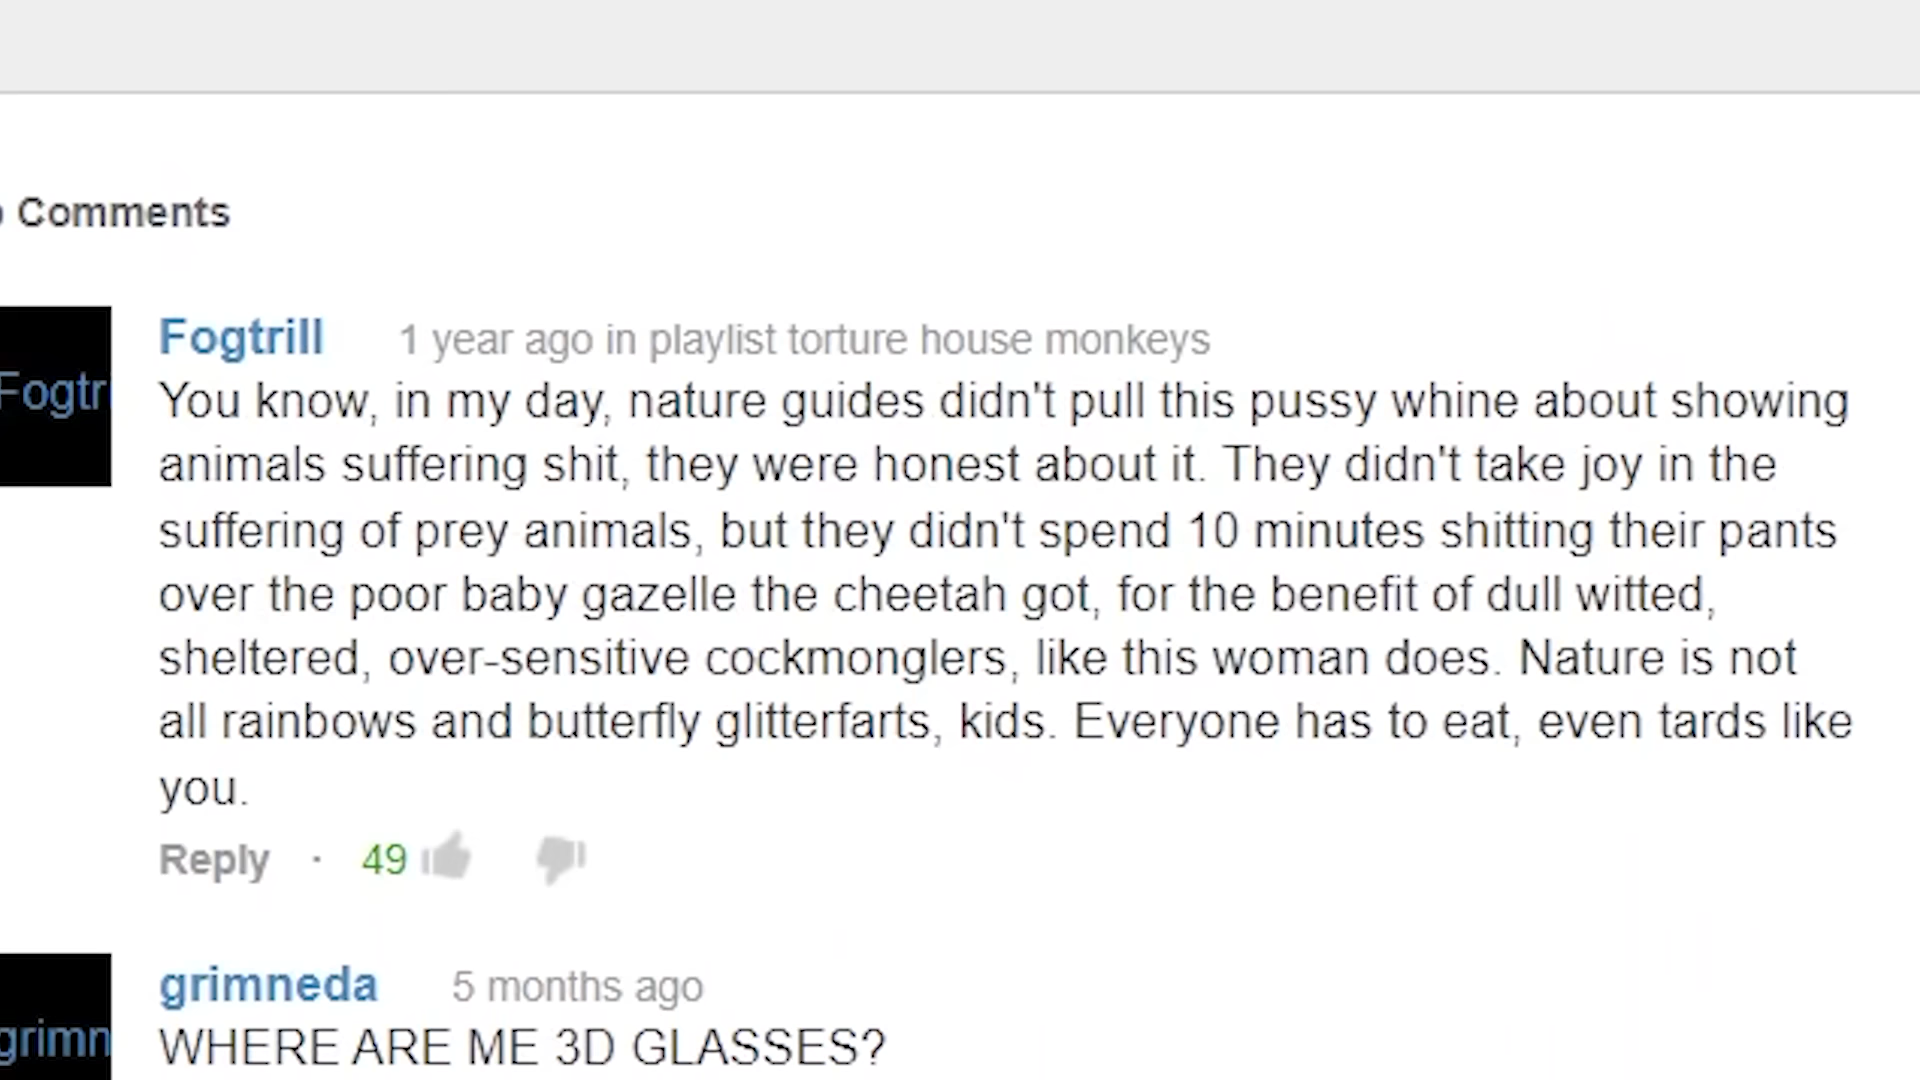 Comments
Fogtrill 1 year ago in playlist torture house monkeys
Fogtr
You know, in my day, nature guides didn't pull this pussy whine about showing
animals suffering shit, they were honest about it. They didn't take joy in the
suffering of prey animals, but they didn't spend 10 minutes shitting their pants
over the poor baby gazelle the cheetah got, for the benefit of dull witted,
sheltered, over-sensitive cockmonglers, like this woman does. Nature is not
all rainbows and butterfly glitterfarts, kids. Everyone has to eat, even tards like
you.
Reply · 49
grimneda 5 months ago
grimn
WHERE ARE ME 3D GLASSES?